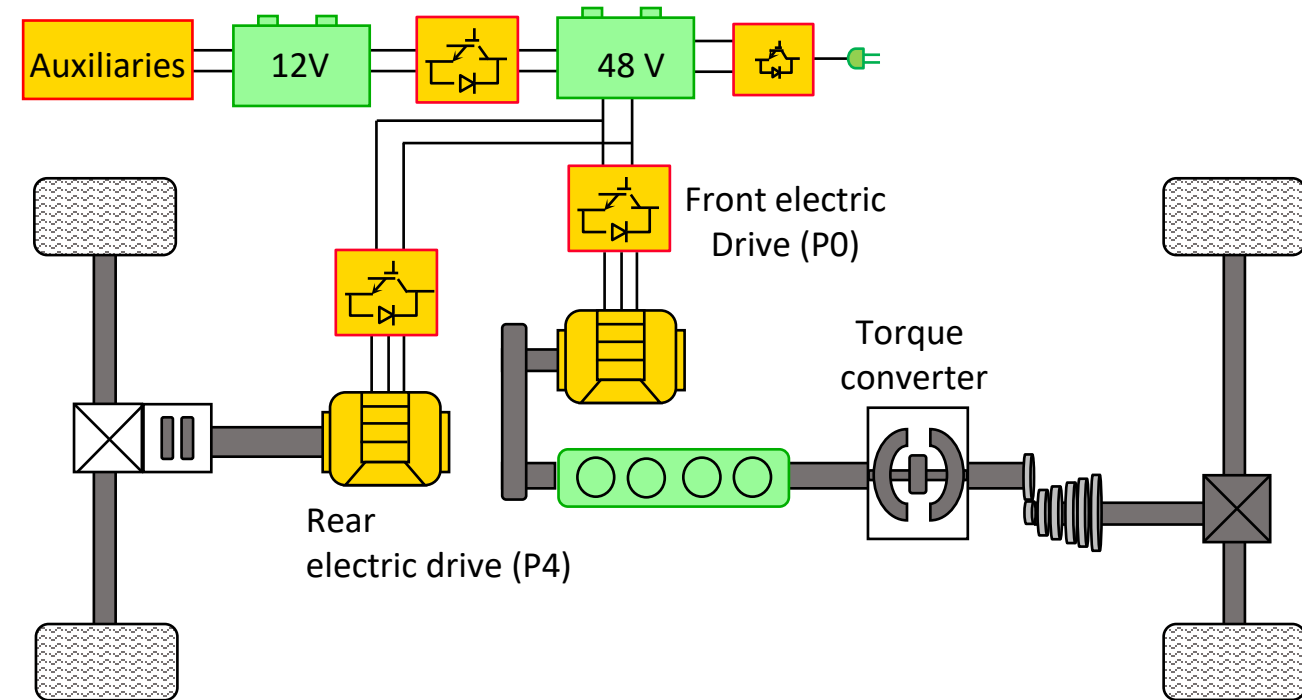 Auxiliaries
12V
48 V
Front electric
Drive (P0)
Torque
converter
Rear
electric drive (P4)